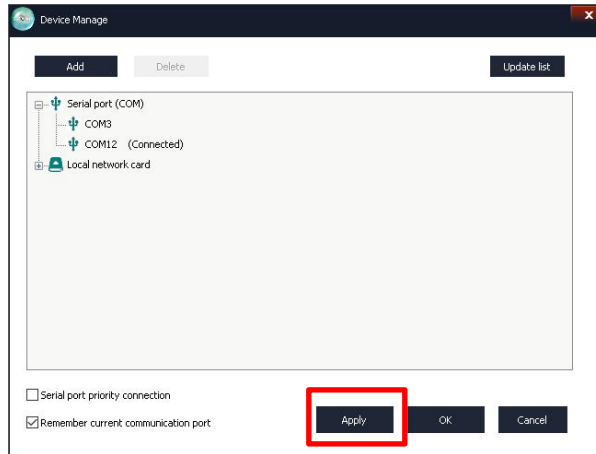 Device Manage
x
Add Delete Update list
Serial port (COM)
COM3
COM12 (Connected)
Local network card
Serial port priority connection
Remember current communication port
Apply OK Cancel